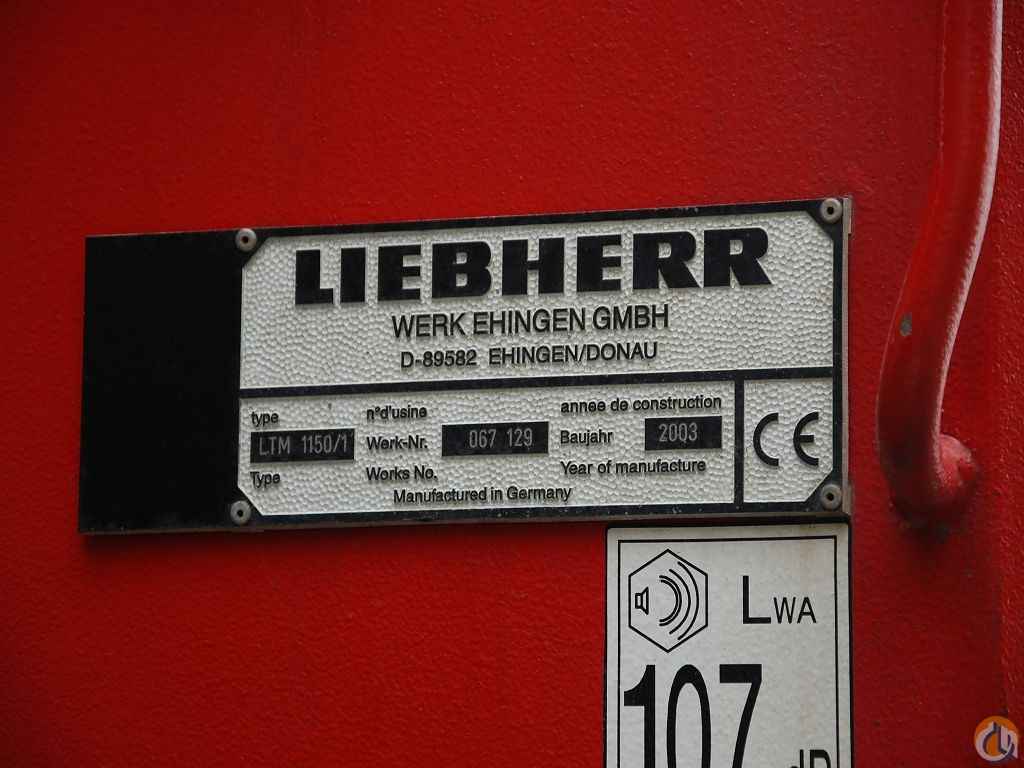 LIEBHERR
WERK EHINGEN GMBH
D-89582 EHINGEN/DONAU
type n°d'usine annee de construction
LTM 1150/1 Werk-Nr. 067 129 Baujahr 2003
Type Works No. Year of manufacture
Manufactured in Germany
CE
LWA
107